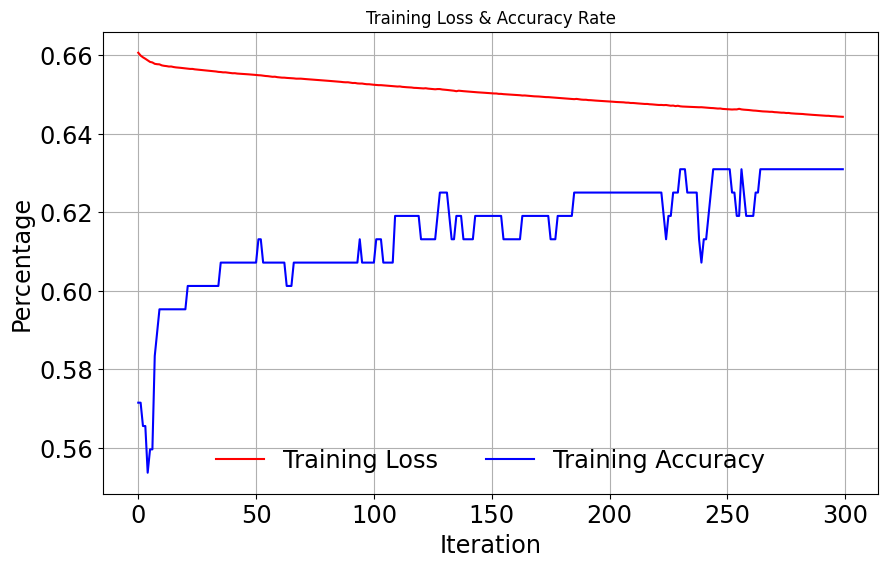 Training Loss & Accuracy Rate
Percentage
0.66
0.64
0.62
0.60
0.58
0.56
Training Loss Training Accuracy
0 50 100 150 200 250 300
Iteration